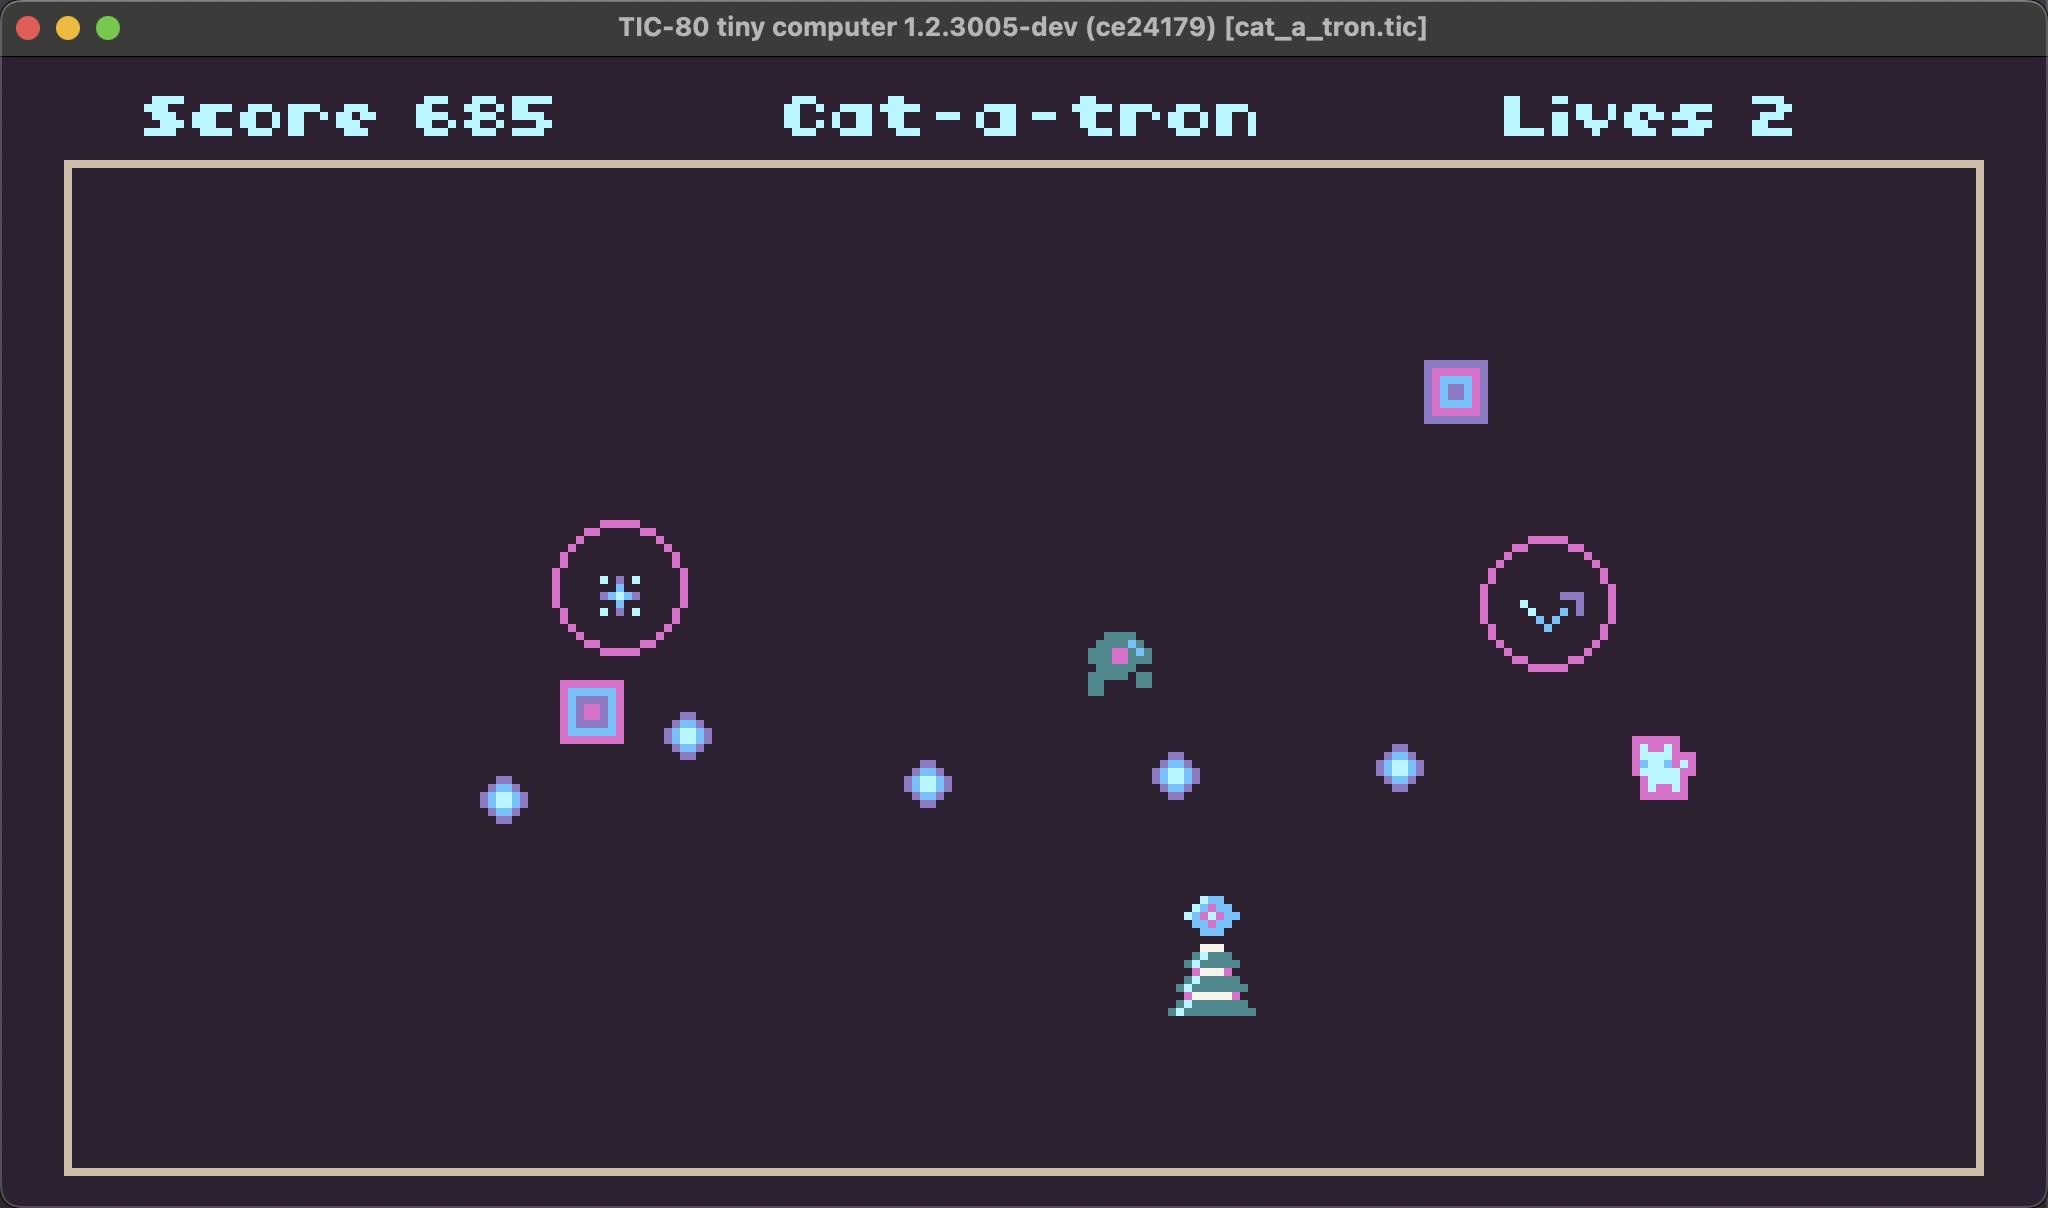 TIC-80 tiny computer 1.2.3005-dev (ce24179) [cat_a_tron.tic]
Score 685 Cat-a-tron Lives 2